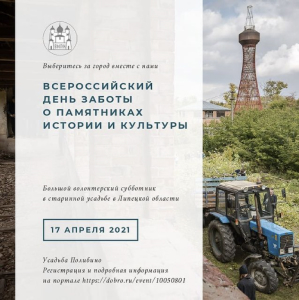 Выберитесь за город вместе с нами
ВСЕРОССИЙСКИЙ
ДЕНЬ ЗАБОТЫ
О ПАМЯТНИКАХ
ИСТОРИИ И КУЛЬТУРЫ
Большой волонтерский субботник
в старинной усадьбе в Липецкой области
17 АПРЕЛЯ 2021
Усадьба Полибино
Регистрация и подробная информация
на портале https://dobro.ru/event/10050801